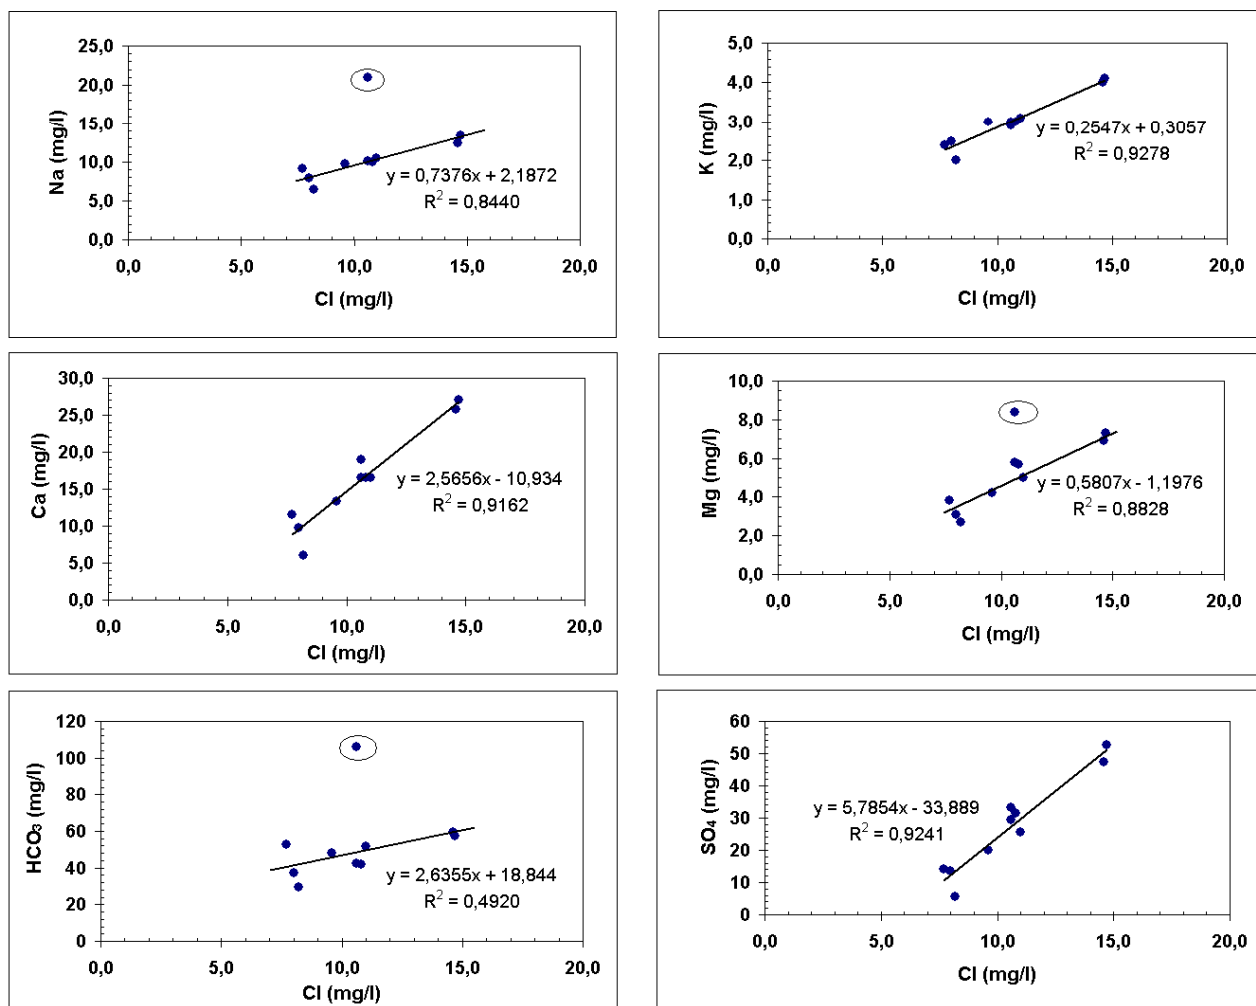 25,0
20,0
15,0
10,0
5,0
0,0
Na (mg/l)
y = 0,7376x + 2,1872
R² = 0,8440
0,0 5,0 10,0 15,0 20,0
Cl (mg/l)
5,0
4,0
3,0
2,0
1,0
0,0
K (mg/l)
y = 0,2547x + 0,3057
R² = 0,9278
0,0 5,0 10,0 15,0 20,0
Cl (mg/l)
30,0
25,0
20,0
15,0
10,0
5,0
0,0
Ca (mg/l)
y = 2,5656x - 10,934
R² = 0,9162
0,0 5,0 10,0 15,0 20,0
Cl (mg/l)
10,0
8,0
6,0
4,0
2,0
0,0
Mg (mg/l)
y = 0,5807x - 1,1976
R² = 0,8828
0,0 5,0 10,0 15,0 20,0
Cl (mg/l)
120
100
80
60
40
20
0
HCO₃ (mg/l)
y = 2,6355x + 18,844
R² = 0,4920
0,0 5,0 10,0 15,0 20,0
Cl (mg/l)
60
50
40
30
20
10
0
SO₄ (mg/l)
y = 5,7854x - 33,889
R² = 0,9241
0,0 5,0 10,0 15,0 20,0
Cl (mg/l)